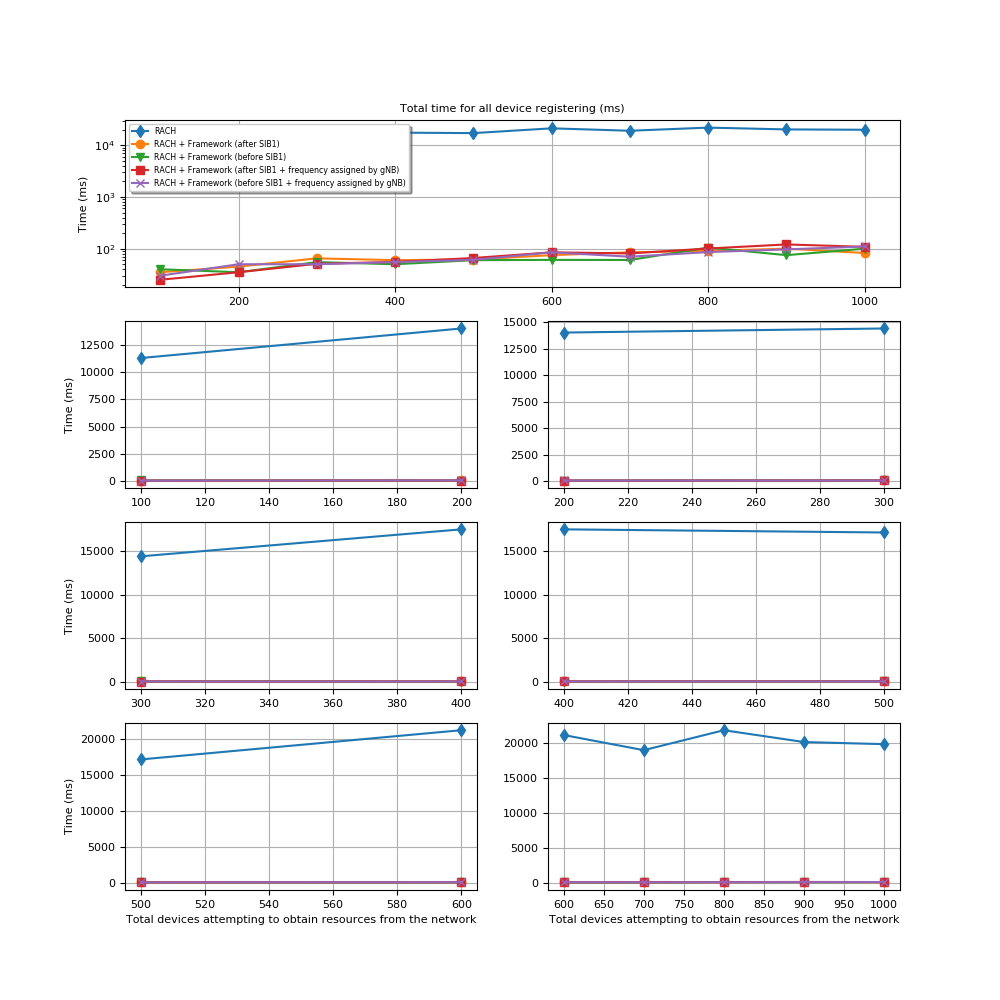 Total time for all device registering (ms)
RACH
RACH + Framework (after SIB1)
RACH + Framework (before SIB1)
RACH + Framework (after SIB1 + frequency assigned by gNB)
RACH + Framework (before SIB1 + frequency assigned by gNB)
Time (ms)
10⁴
10³
10²
200 400 600 800 1000
Time (ms)
12500
10000
7500
5000
2500
0
100 120 140 160 180 200
15000
12500
10000
7500
5000
2500
0
200 220 240 260 280 300
Time (ms)
15000
10000
5000
0
300 320 340 360 380 400
15000
10000
5000
0
400 420 440 460 480 500
Time (ms)
20000
15000
10000
5000
0
500 520 540 560 580 600
Total devices attempting to obtain resources from the network
20000
15000
10000
5000
0
600 650 700 750 800 850 900 950 1000
Total devices attempting to obtain resources from the network